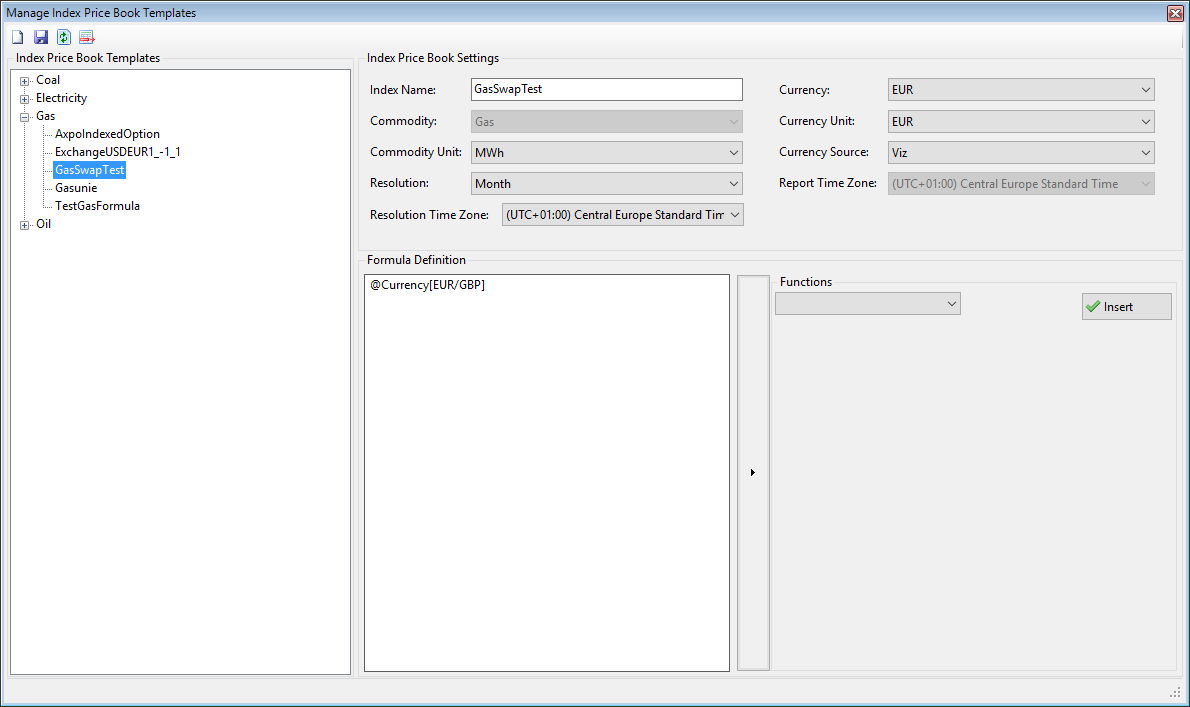 Manage Index Price Book Templates
Index Price Book Templates
Coal
Electricity
Gas
AxpoIndexedOption
ExchangeUSDEUR1_-1_1
GasSwapTest
Gasunie
TestGasFormula
Oil
Index Price Book Settings
Index Name: GasSwapTest
Commodity: Gas
Commodity Unit: MWh
Resolution: Month
Resolution Time Zone: (UTC+01:00) Central Europe Standard Tim
Currency: EUR
Currency Unit: EUR
Currency Source: Viz
Report Time Zone: (UTC+01:00) Central Europe Standard Time
Formula Definition
@Currency[EUR/GBP]
Functions
Insert